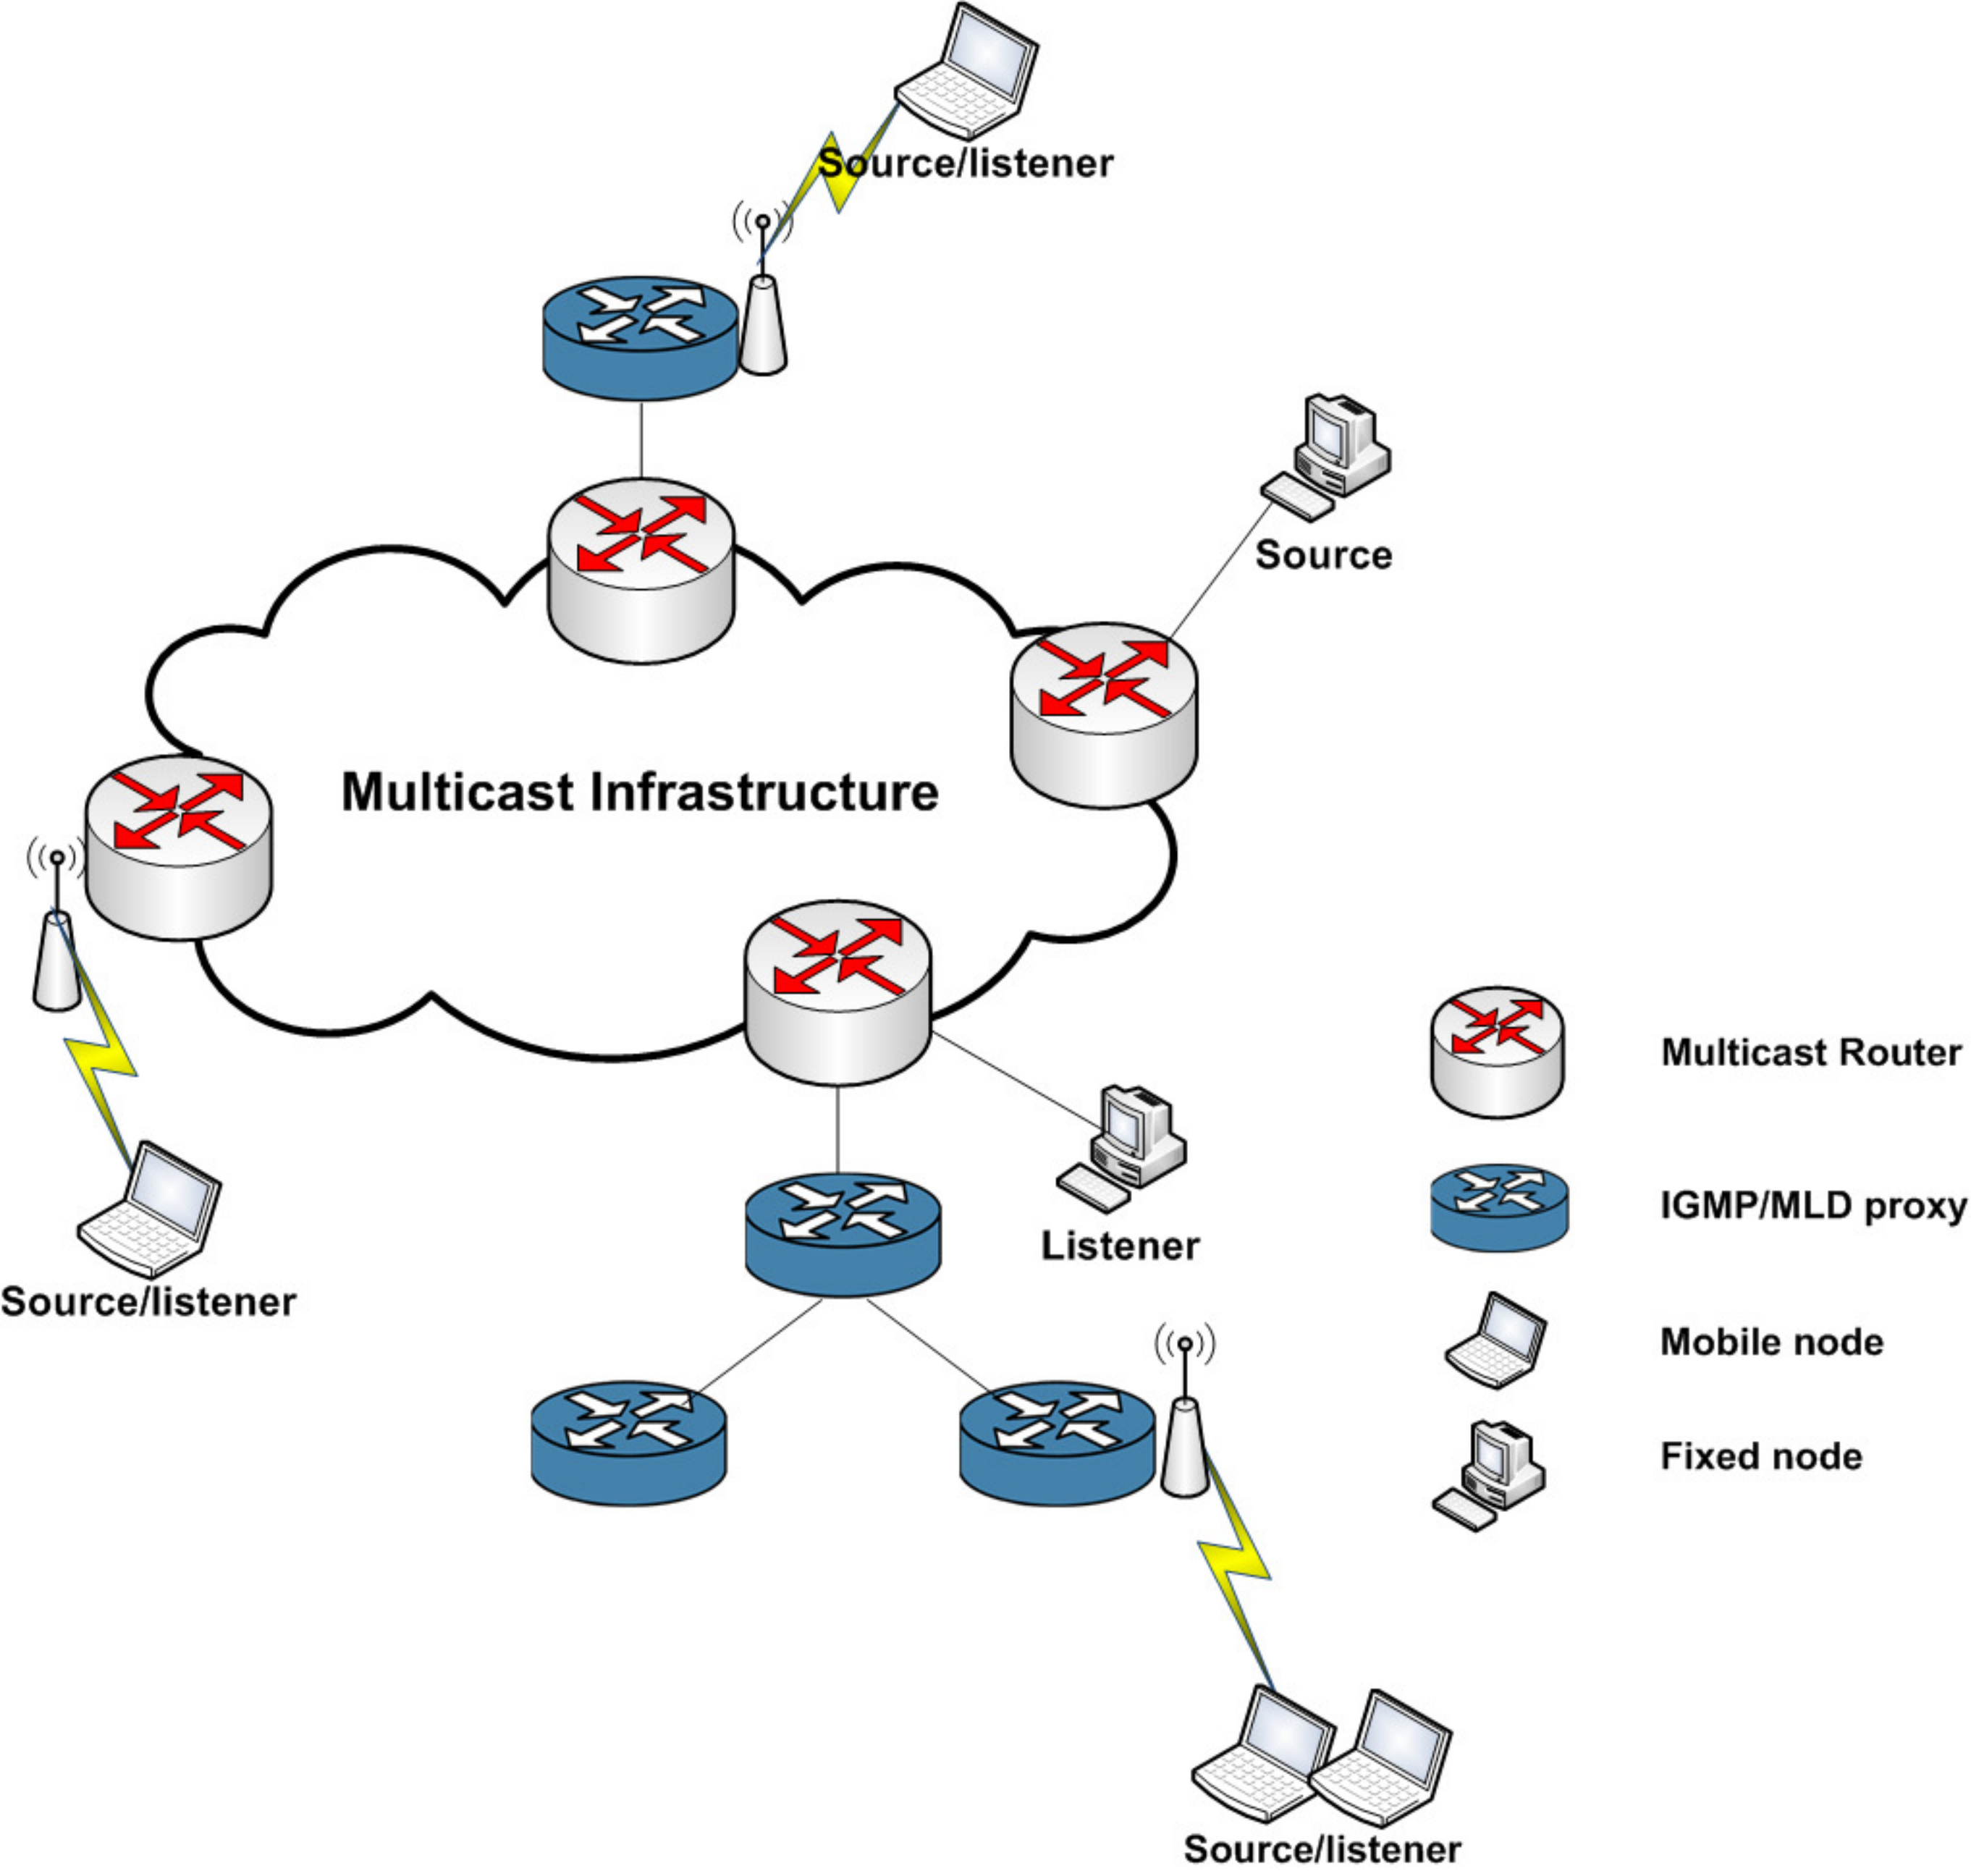 Source/listener
Source
Multicast Infrastructure
Multicast Router
IGMP/MLD proxy
Listener
Source/listener
Mobile node
Fixed node
Source/listener